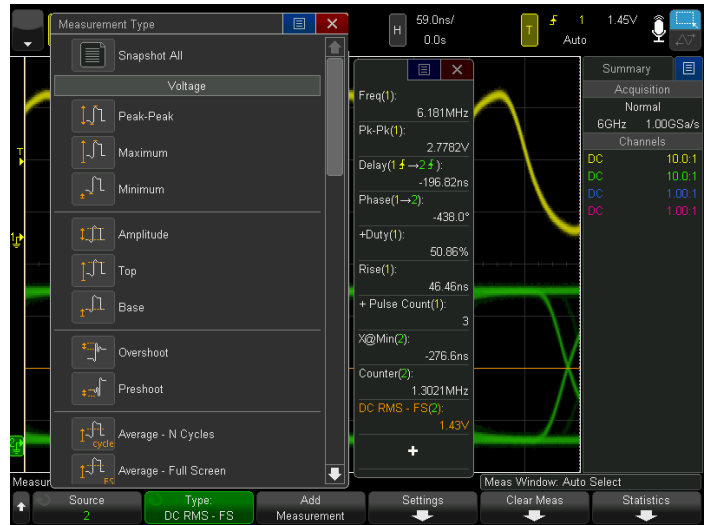 Measurement Type
H
59.0ns/
0.0s
T
1
1.45V
Auto
Snapshot All
Voltage
Peak-Peak
Maximum
Minimum
Amplitude
Top
Base
Overshoot
Preshoot
cycle
Average - N Cycles
FS
Average - Full Screen
Freq(1):
6.181MHz
Pk-Pk(1):
2.7782V
Delay(1→2):
-196.82ns
Phase(1→2):
-438.0°
+Duty(1):
50.86%
Rise(1):
46.46ns
+ Pulse Count(1):
3
X@Min(2):
-276.6ns
Counter(2):
1.3021MHz
DC RMS - FS(2):
1.43V
+
Summary
Acquisition
Normal
6GHz 1.00GSa/s
Channels
DC 10.0:1
DC 10.0:1
DC 1.00:1
DC 1.00:1
T
1
2
Measur
Meas Window: Auto Select
Source
2
Type:
DC RMS - FS
Add
Measurement
Settings
Clear Meas
Statistics